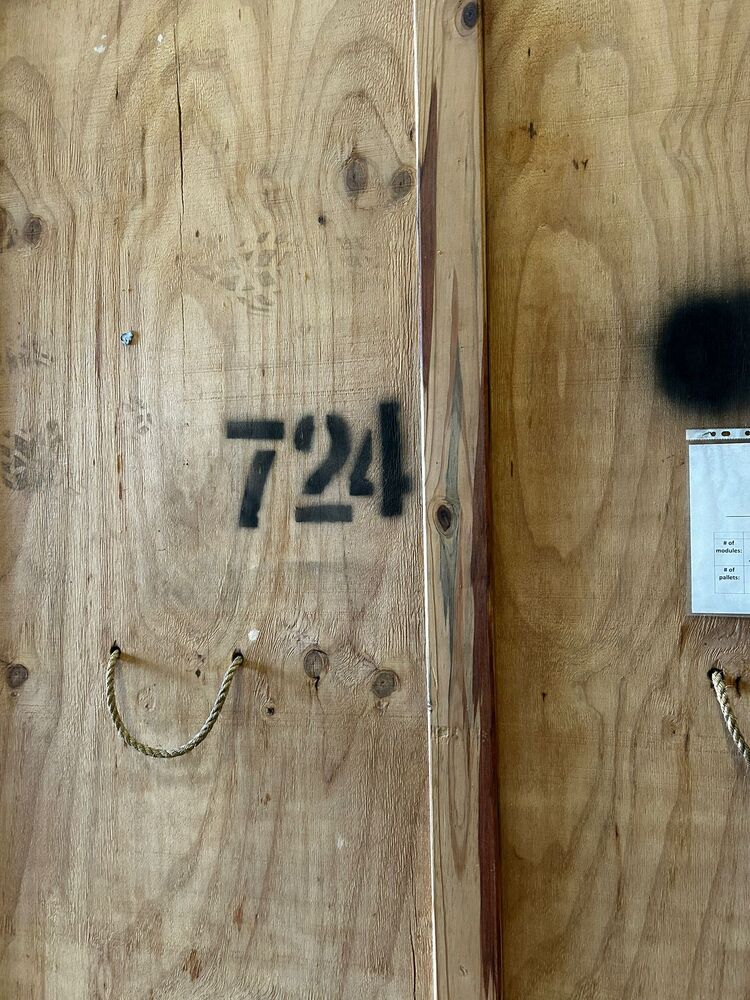 724
# of
modules:
# of
pallets: